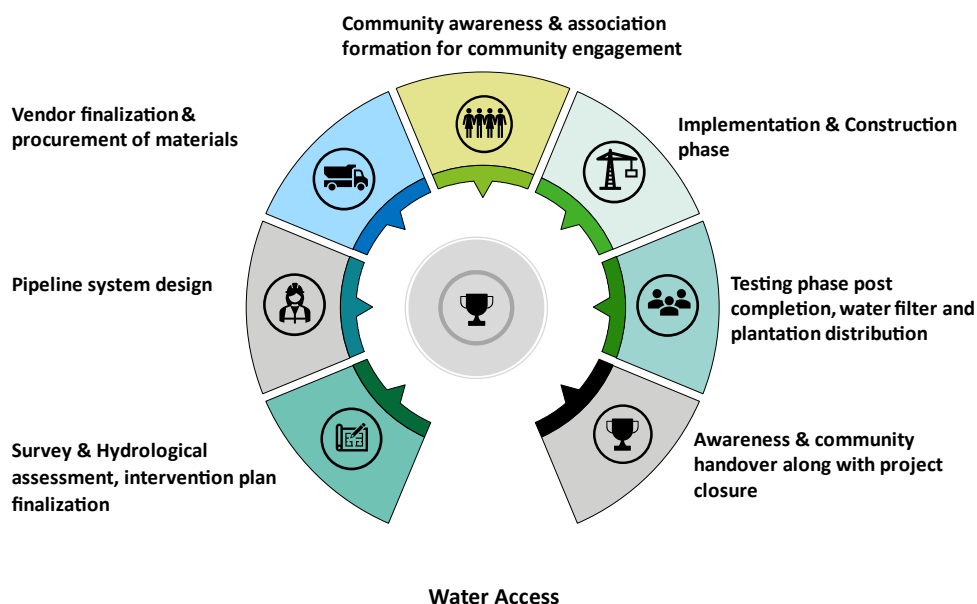 Community awareness & association
formation for community engagement
Vendor finalization &
procurement of materials
Implementation & Construction
phase
Pipeline system design
Testing phase post
completion, water filter and
plantation distribution
Survey & Hydrological
assessment, intervention plan
finalization
Awareness & community
handover along with project
closure
Water Access